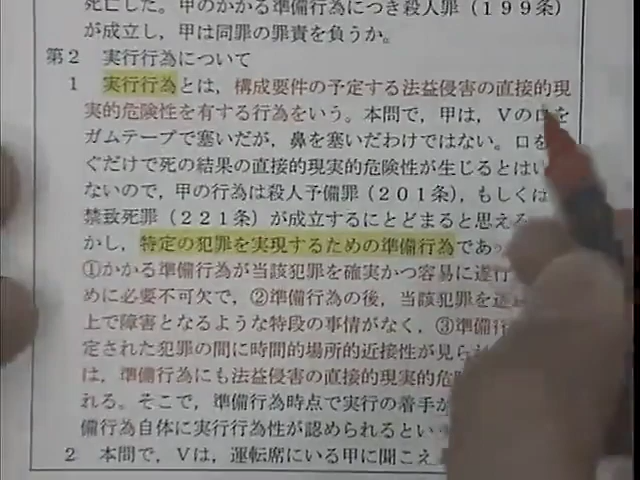 死亡した。甲のかかる準備行為につき殺人罪（１９９条）
が成立し，甲は同罪の罪責を負うか。
第２　実行行為について
１　実行行為とは，構成要件の予定する法益侵害の直接的現
実的危険性を有する行為をいう。本問で，甲は，Ｖの口を
ガムテープで塞いだが，鼻を塞いだわけではない。口を
ぐだけで死の結果の直接的現実的危険性が生じるとはい
ないので，甲の行為は殺人予備罪（２０１条），もしくは
禁致死罪（２２１条）が成立するにとどまると思える
かし，特定の犯罪を実現するための準備行為であっ
①かかる準備行為が当該犯罪を確実かつ容易に遂行
めに必要不可欠で，②準備行為の後，当該犯罪を遂
上で障害となるような特段の事情がなく，③準備行
定された犯罪の間に時間的場所的近接性が見られ
は，準備行為にも法益侵害の直接的現実的危
れる。そこで，準備行為時点で実行の着手が
備行為自体に実行行為性が認められるとい
２　本問で，Ｖは，運転席にいる甲に聞こえ